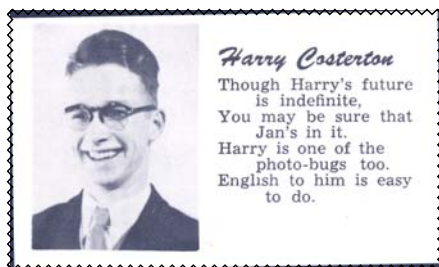 Harry Costerton
Though Harry's future
is indefinite,
You may be sure that
Jan's in it.
Harry is one of the
photo-bugs too.
English to him is easy
to do.